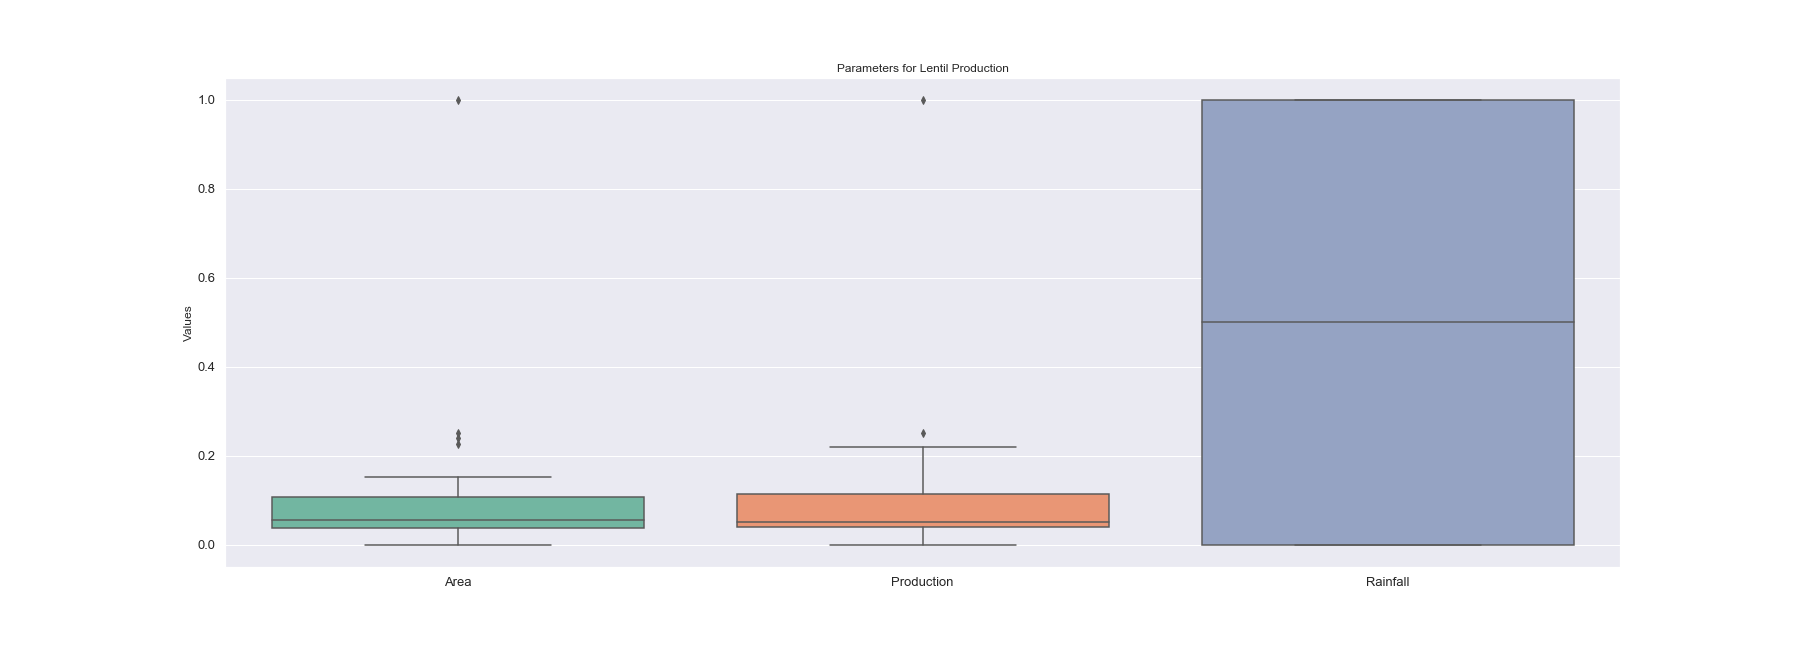 Parameters for Lentil Production
1.0
0.8
0.6
0.4
0.2
0.0
Values
Area
Production
Rainfall